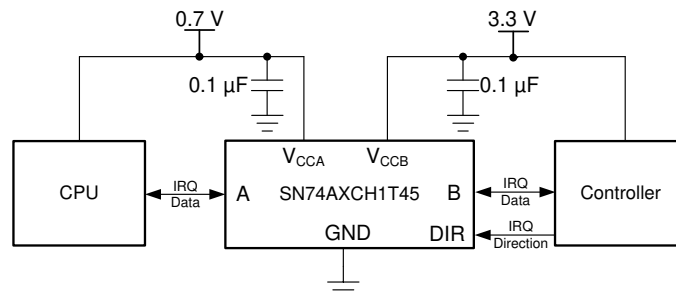 0.7 V
3.3 V
0.1 µF
0.1 µF
VCCA
VCCB
CPU
IRQ
Data
A
SN74AXCH1T45
B
IRQ
Data
Controller
GND
DIR
IRQ
Direction